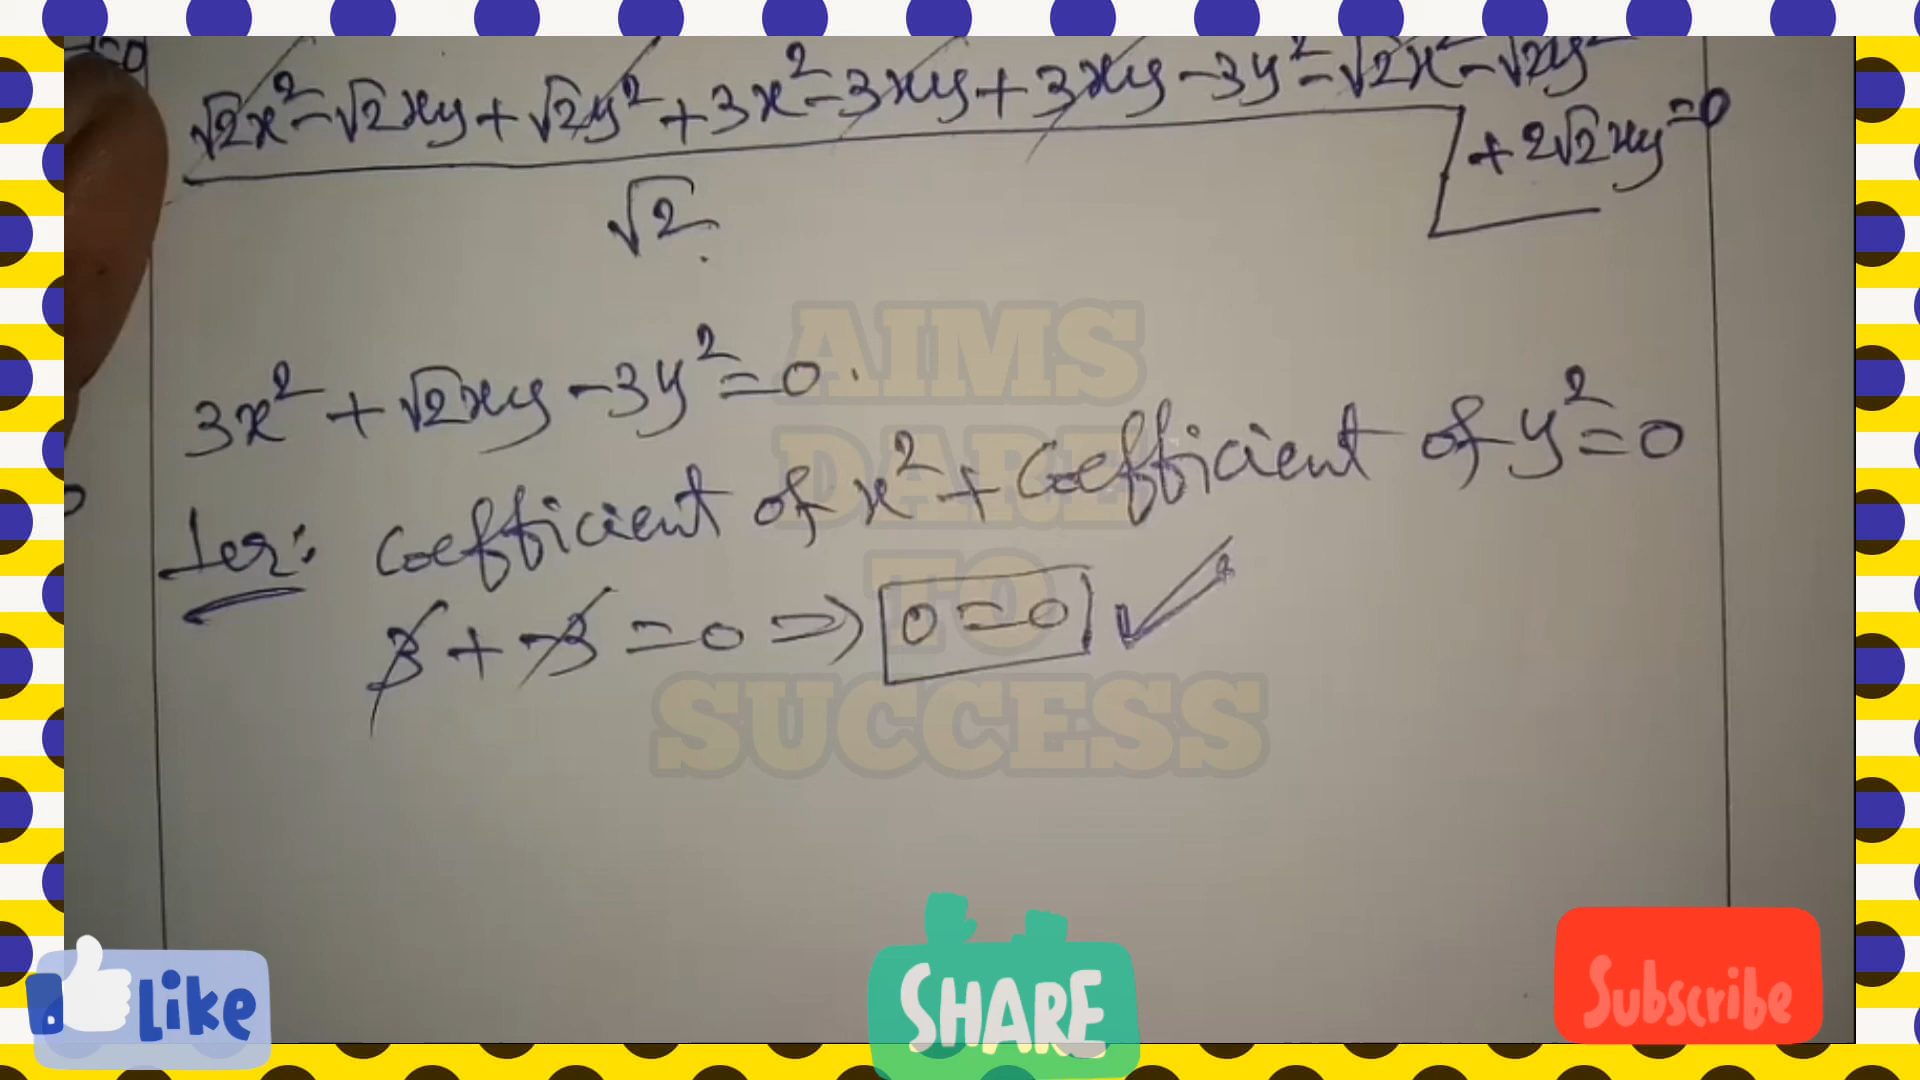 =0
√2x² - √2xy + √2y² + 3x² - 3xy + 3xy - 3y² - √2x² - √2y²
+ 2√2xy = 0
√2
3x² + √2xy - 3y² = 0.
Ler: coefficient of x² + coefficient of y² = 0
3 + -3 = 0 ⇒ 0 = 0 ✓
AIMS
DARE
TO
SUCCESS
Like
SHARE
Subscribe